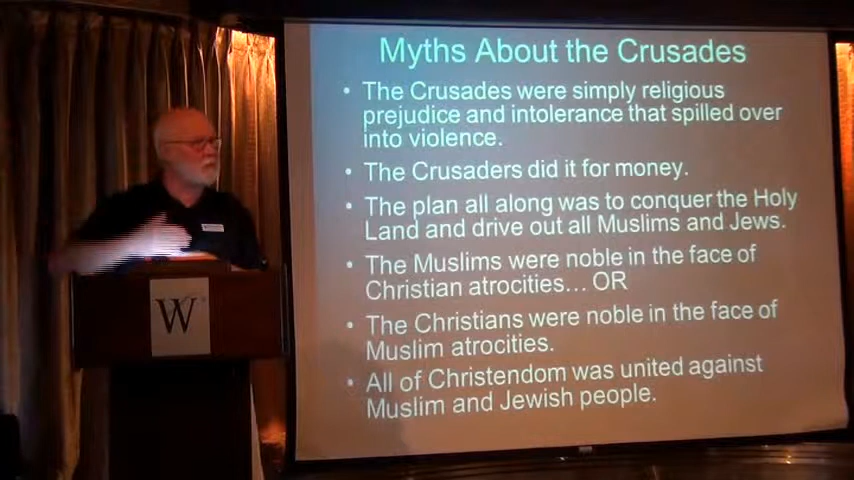 Myths About the Crusades
• The Crusades were simply religious
prejudice and intolerance that spilled over
into violence.
• The Crusaders did it for money.
• The plan all along was to conquer the Holy
Land and drive out all Muslims and Jews.
• The Muslims were noble in the face of
Christian atrocities… OR
• The Christians were noble in the face of
Muslim atrocities.
• All of Christendom was united against
Muslim and Jewish people.
W